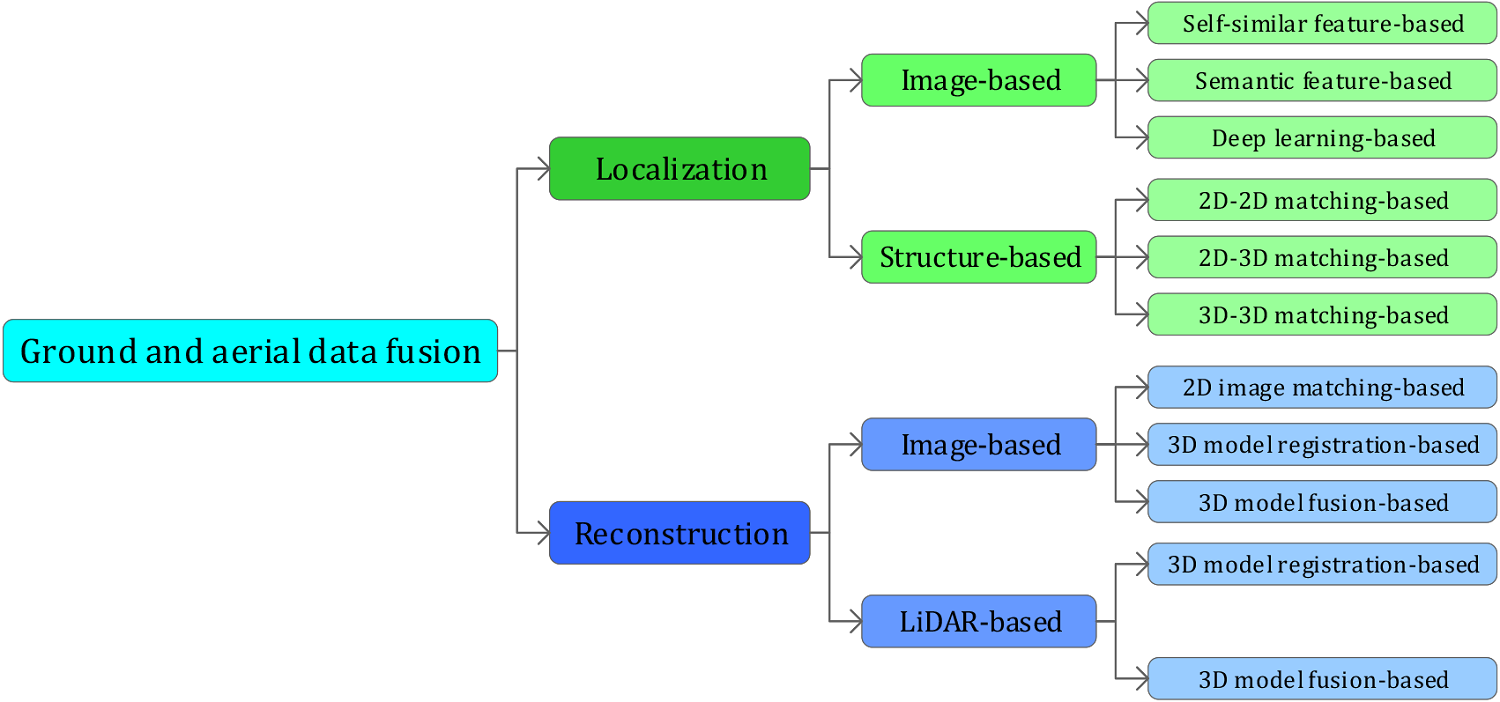 Ground and aerial data fusion
Localization
Image-based
Self-similar feature-based
Semantic feature-based
Deep learning-based
Structure-based
2D-2D matching-based
2D-3D matching-based
3D-3D matching-based
Reconstruction
Image-based
2D image matching-based
3D model registration-based
3D model fusion-based
LiDAR-based
3D model registration-based
3D model fusion-based